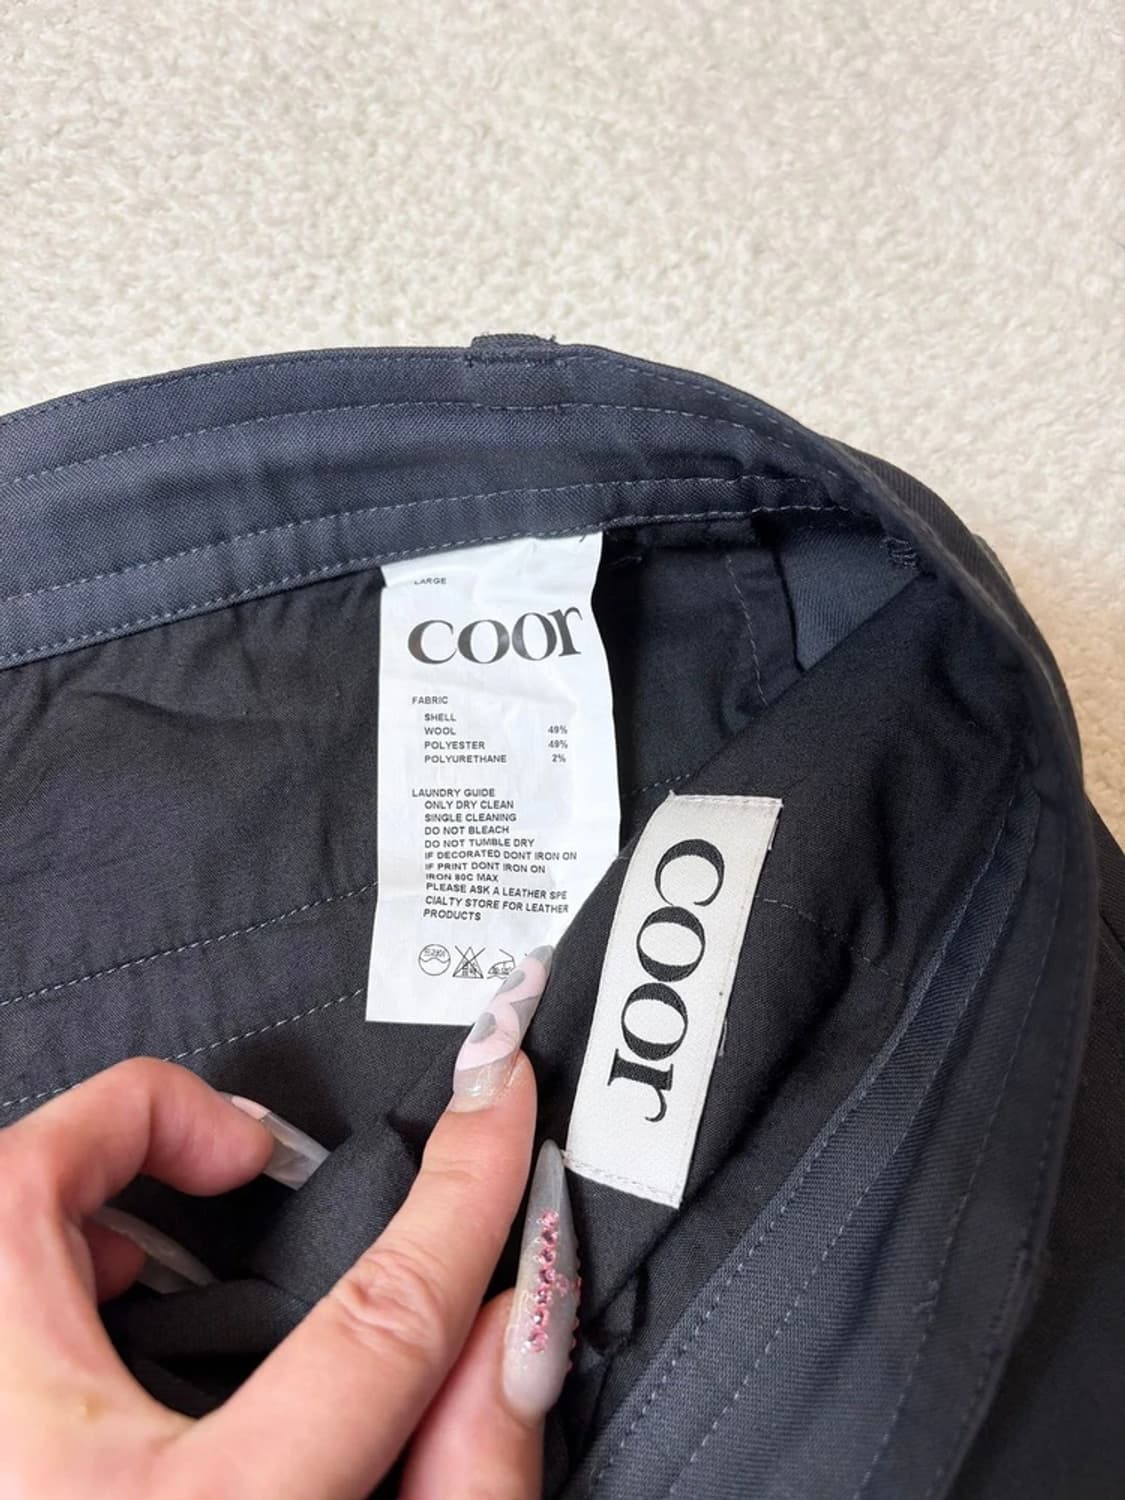 LARGE
coor
FABRIC
SHELL
WOOL 49%
POLYESTER 49%
POLYURETHANE 2%
LAUNDRY GUIDE
ONLY DRY CLEAN
SINGLE CLEANING
DO NOT BLEACH
DO NOT TUMBLE DRY
IF DECORATED DONT IRON ON
IF PRINT DONT IRON ON
IRON 80C MAX
PLEASE ASK A LEATHER SPE
CIALTY STORE FOR LEATHER
PRODUCTS
coor